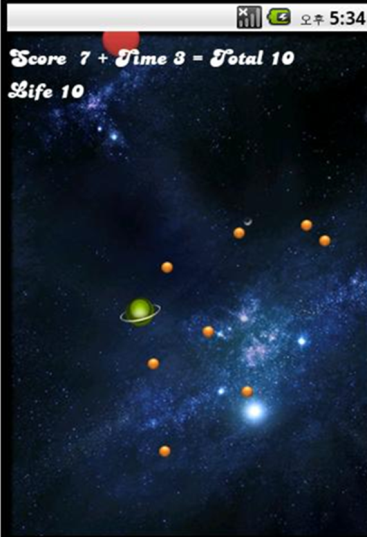 오후 5:34
Score 7 + Time 3 = Total 10
Life 10